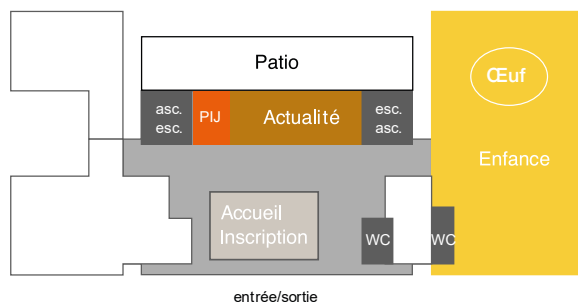 Patio
Œuf
asc.
esc.
PIJ
Actualité
esc.
asc.
Enfance
Accueil
Inscription
WC
WC
entrée/sortie